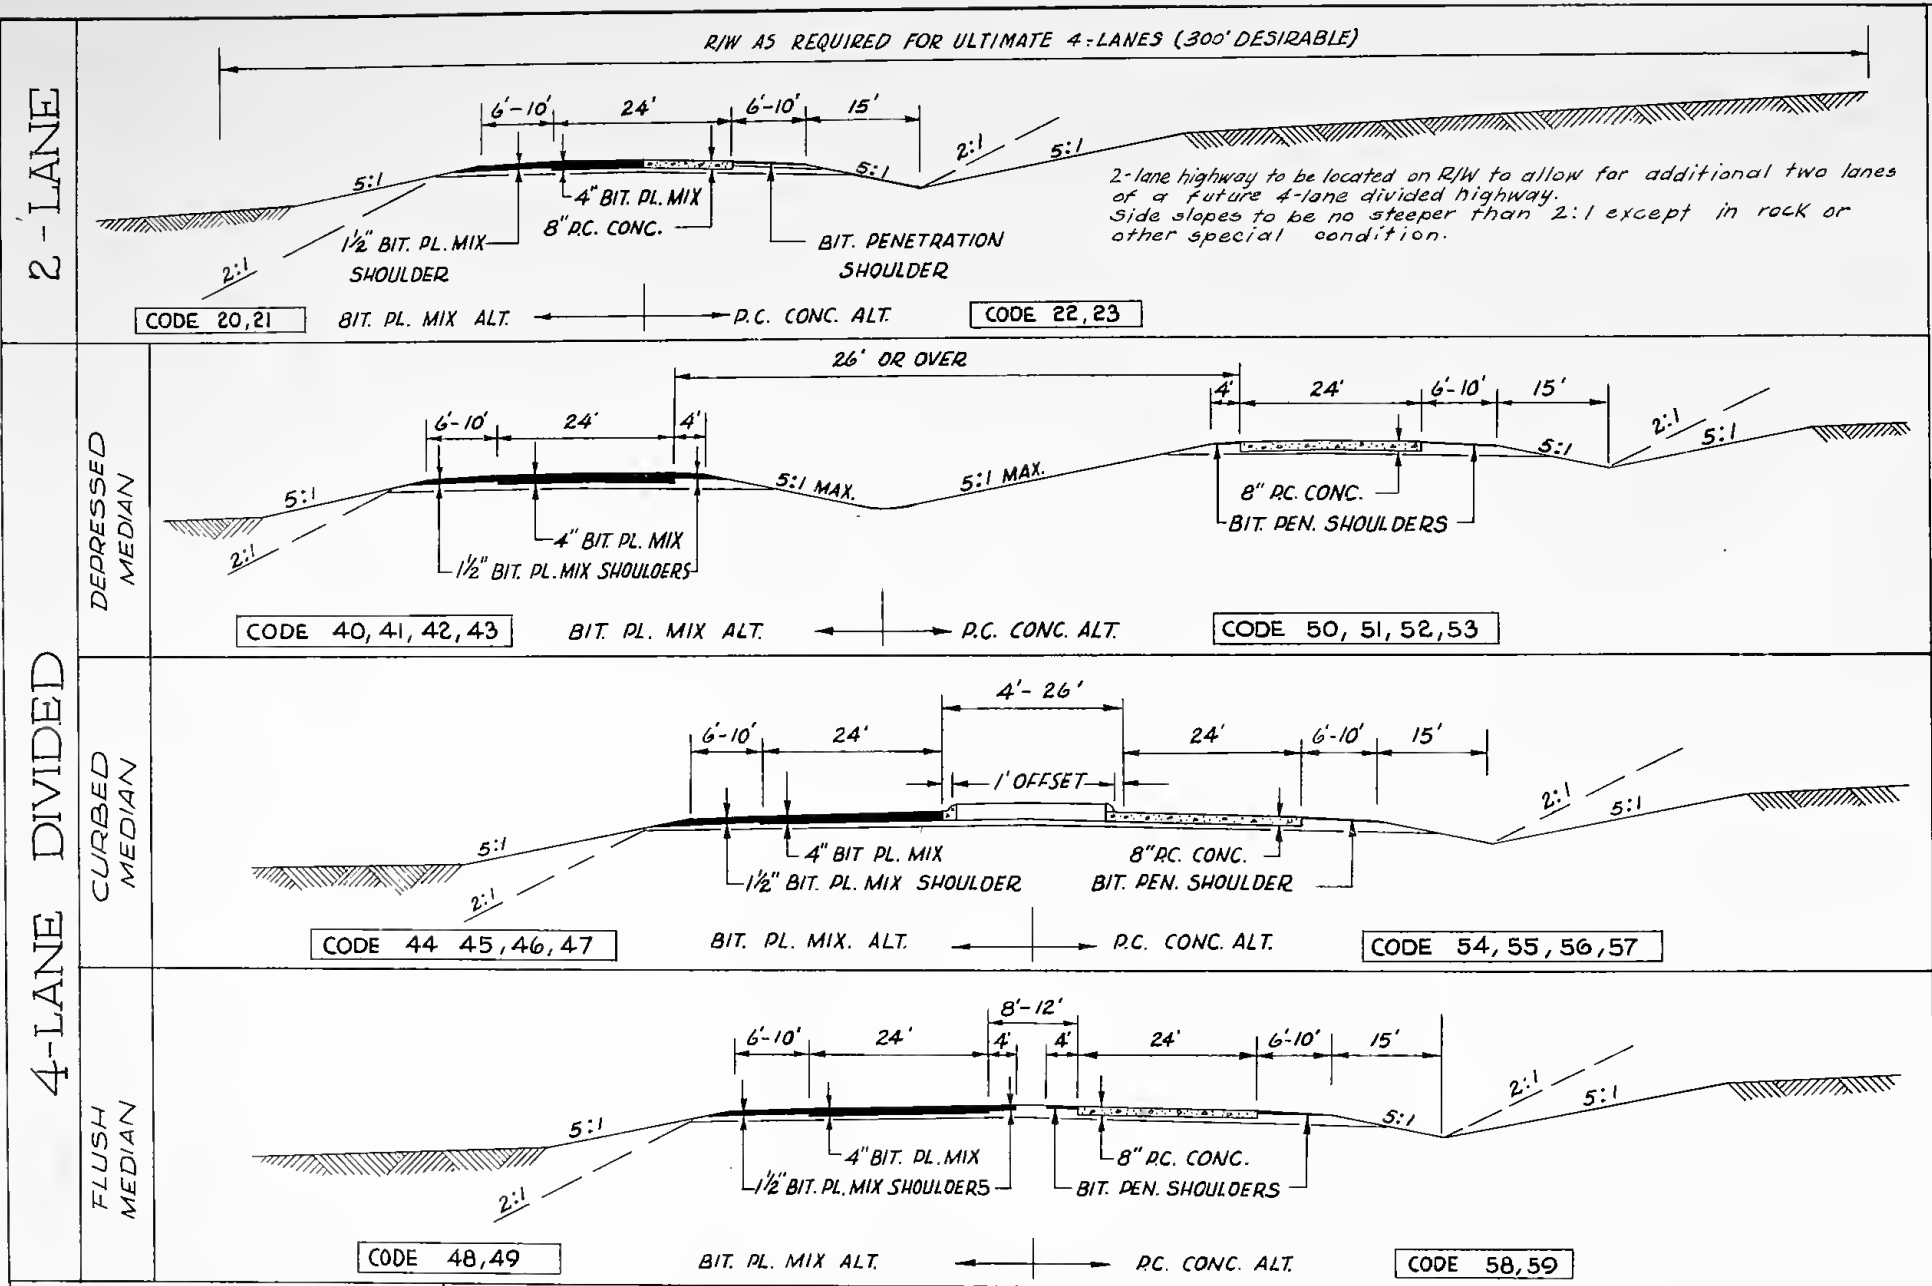 2-LANE
R/W AS REQUIRED FOR ULTIMATE 4-LANES (300' DESIRABLE)
6'-10' 24' 6'-10' 15'
2:1
5:1
5:1
5:1
2:1
4" BIT. PL. MIX
8" P.C. CONC.
1½" BIT. PL. MIX
SHOULDER
BIT. PENETRATION
SHOULDER
2-lane highway to be located on R/W to allow for additional two lanes
of a future 4-lane divided highway.
Side slopes to be no steeper than 2:1 except in rock or
other special condition.
CODE 20,21
BIT. PL. MIX ALT.
P.C. CONC. ALT.
CODE 22,23
4-LANE DIVIDED
DEPRESSED
MEDIAN
26' OR OVER
6'-10' 24' 4'
4' 24' 6'-10' 15'
5:1
2:1
5:1 MAX.
5:1 MAX.
5:1
2:1
5:1
4" BIT. PL. MIX
1½" BIT. PL. MIX SHOULDERS
8" P.C. CONC.
BIT. PEN. SHOULDERS
CODE 40, 41, 42, 43
BIT. PL. MIX ALT.
P.C. CONC. ALT.
CODE 50, 51, 52, 53
CURBED
MEDIAN
4'- 26'
6'-10' 24'
24' 6'-10' 15'
1' OFFSET
5:1
2:1
2:1
5:1
4" BIT PL. MIX
1½" BIT. PL. MIX SHOULDER
8" P.C. CONC.
BIT. PEN. SHOULDER
CODE 44 45, 46, 47
BIT. PL. MIX. ALT.
P.C. CONC. ALT.
CODE 54, 55, 56, 57
FLUSH
MEDIAN
8'-12'
6'-10' 24' 4'
4' 24' 6'-10' 15'
5:1
2:1
5:1
2:1
5:1
4" BIT. PL. MIX
1½" BIT. PL. MIX SHOULDERS
8" P.C. CONC.
BIT. PEN. SHOULDERS
CODE 48,49
BIT. PL. MIX ALT.
P.C. CONC. ALT.
CODE 58,59